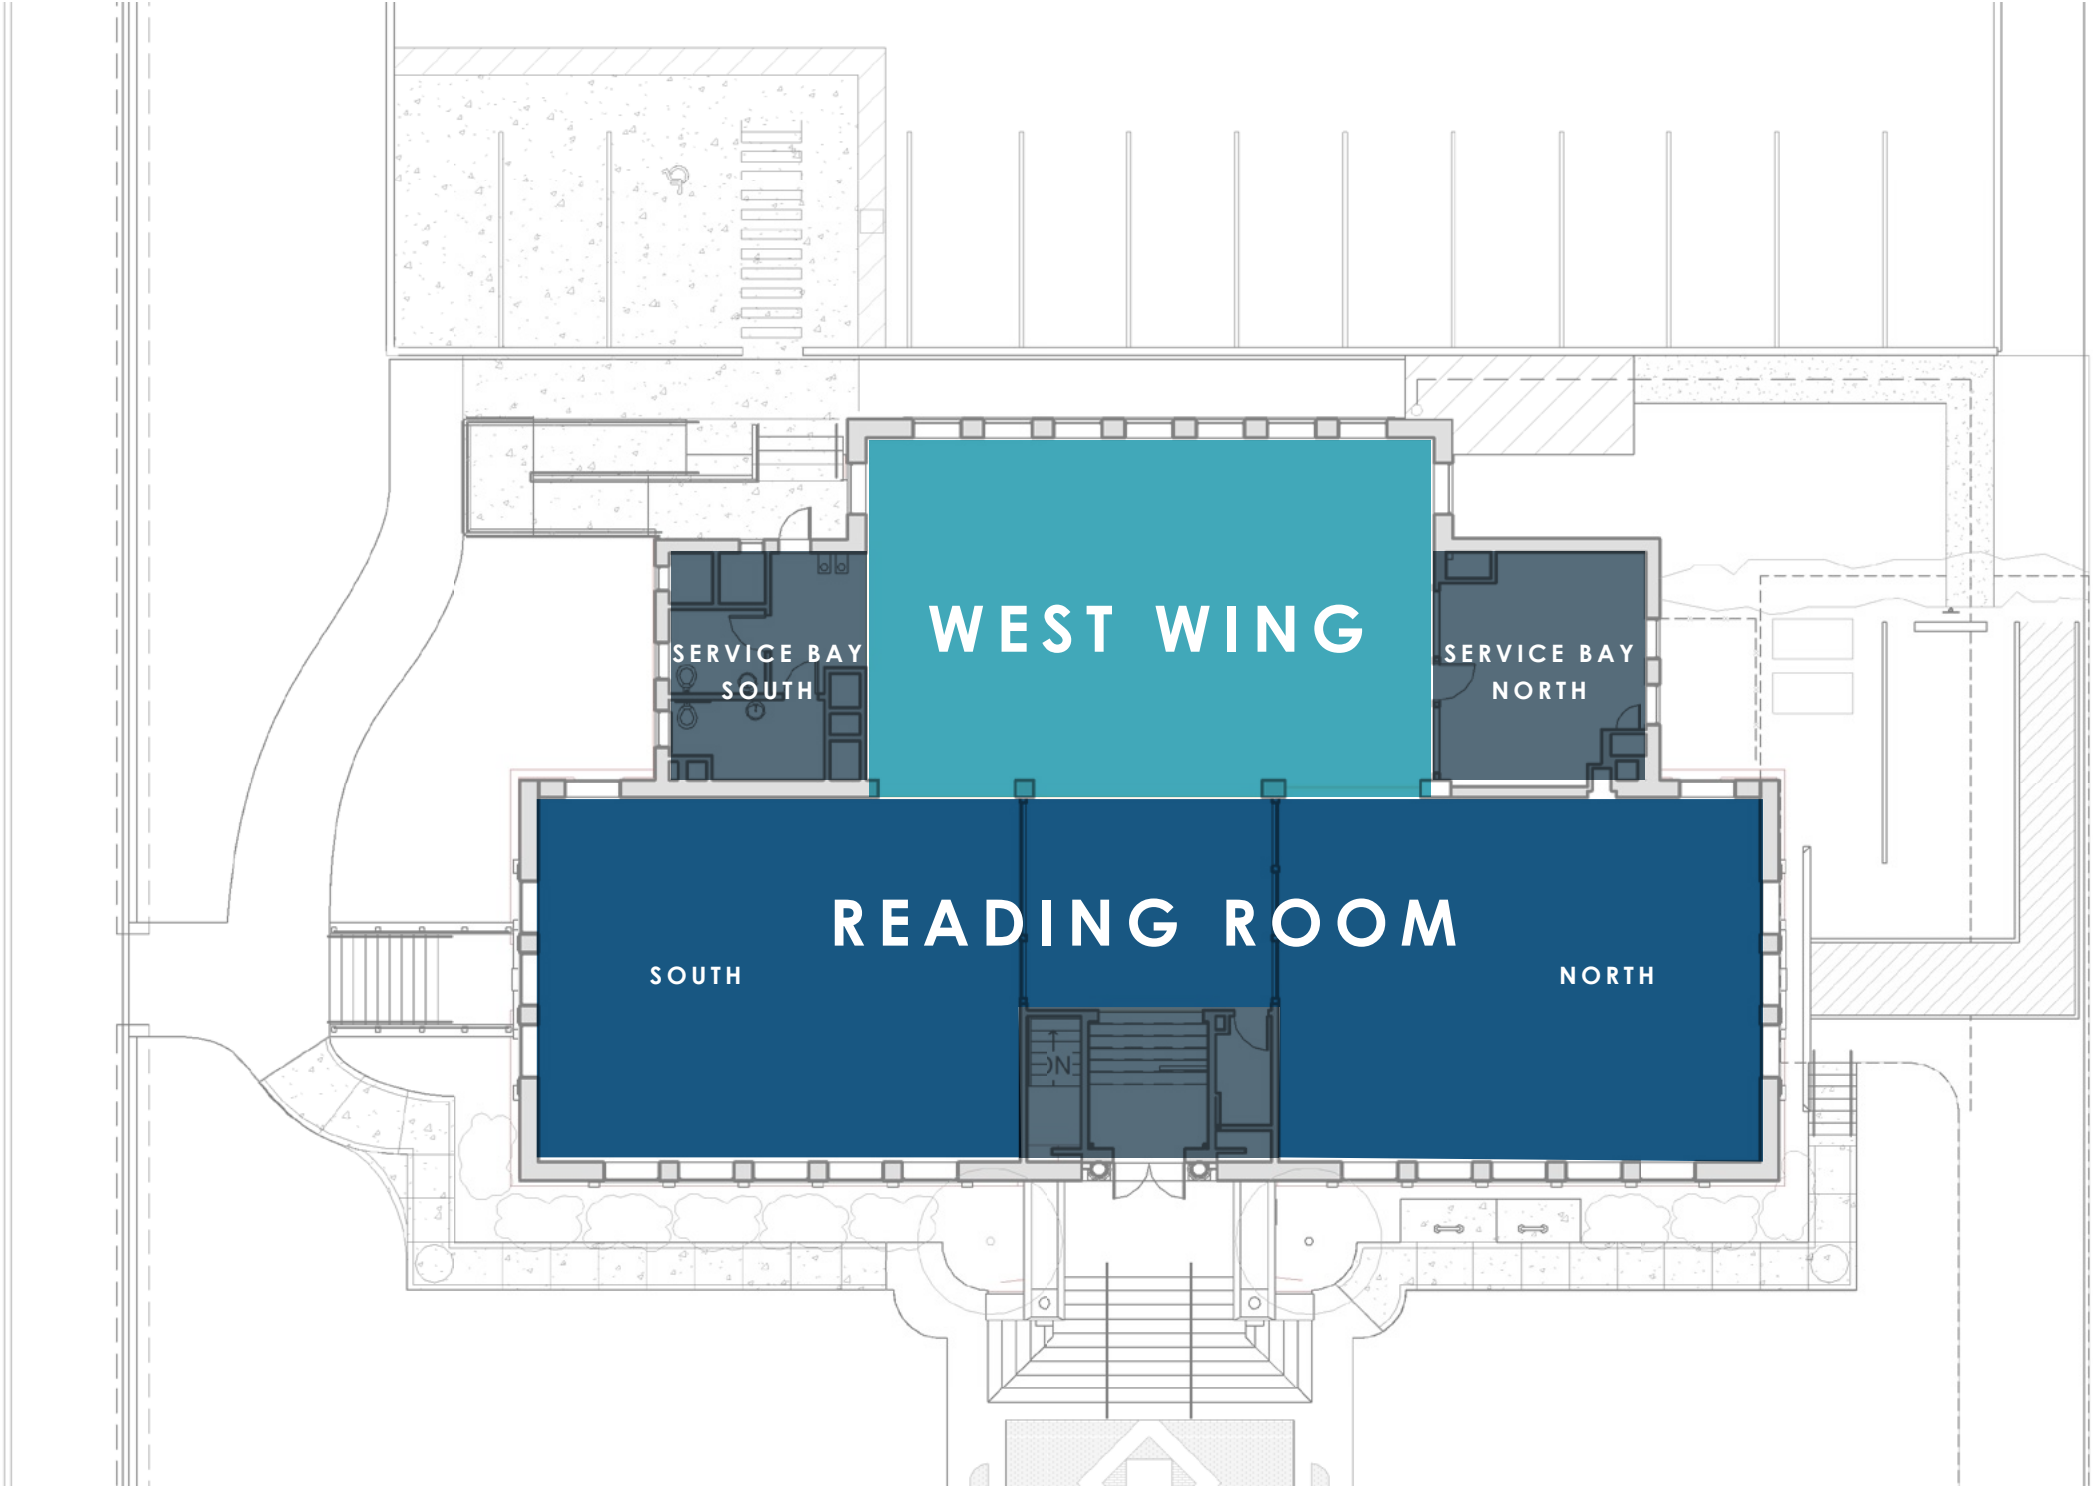 WEST WING
SERVICE BAY
SOUTH
SERVICE BAY
NORTH
READING ROOM
SOUTH
NORTH
DN